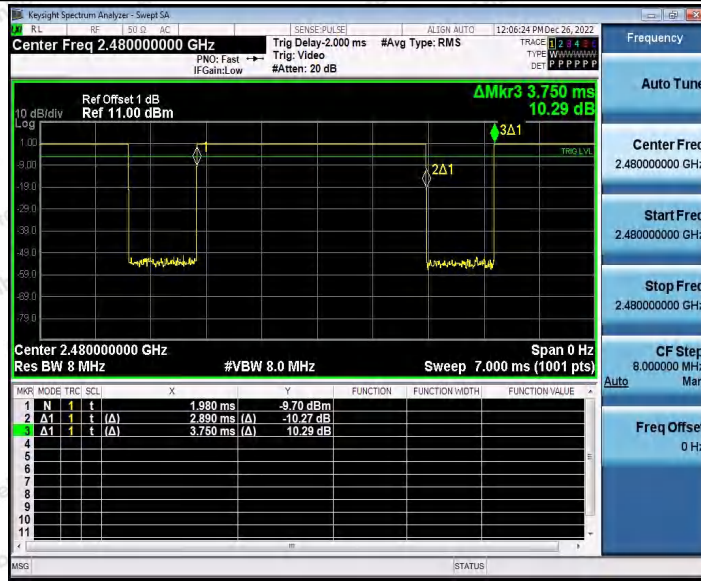 Keysight Spectrum Analyzer - Swept SA
RL RF 50 Ω AC SENSE:PULSE ALIGN AUTO 12:06:24 PM Dec 26, 2022
Center Freq 2.480000000 GHz
PNO: Fast
IFGain:Low
Trig Delay-2.000 ms
Trig: Video
#Atten: 20 dB
#Avg Type: RMS
TRACE 1 2 3 4 5 6
TYPE WWWWWW
DET P P P P P P
Ref Offset 1 dB
10 dB/div Ref 11.00 dBm
Log
ΔMkr3 3.750 ms
10.29 dB
1.00
-9.00
-19.0
-29.0
-39.0
-49.0
-59.0
-69.0
-79.0
1
2Δ1
3Δ1
TRIG LVL
Center 2.480000000 GHz Span 0 Hz
Res BW 8 MHz #VBW 8.0 MHz Sweep 7.000 ms (1001 pts)
MKR MODE TRC SCL X Y FUNCTION FUNCTION WIDTH FUNCTION VALUE
1 N 1 t 1.980 ms -9.70 dBm
2 Δ1 1 t (Δ) 2.890 ms (Δ) -10.27 dB
3 Δ1 1 t (Δ) 3.750 ms (Δ) 10.29 dB
4
5
6
7
8
9
10
11
MSG STATUS
Frequency
Auto Tune
Center Freq
2.480000000 GHz
Start Freq
2.480000000 GHz
Stop Freq
2.480000000 GHz
CF Step
8.000000 MHz
Auto Man
Freq Offset
0 Hz